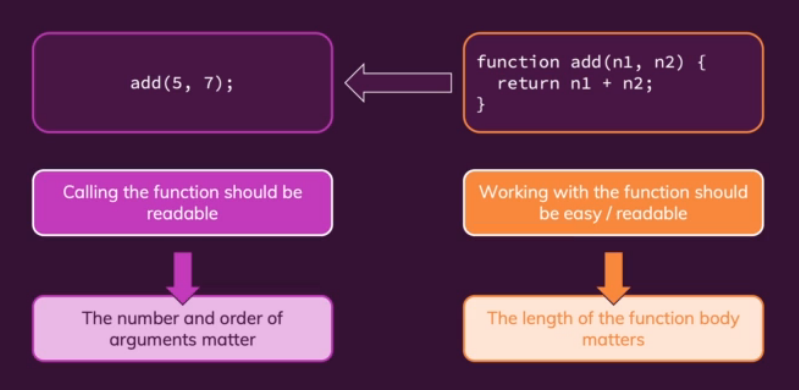 add(5, 7);
function add(n1, n2) {
  return n1 + n2;
}
Calling the function should be
readable
Working with the function should
be easy / readable
The number and order of
arguments matter
The length of the function body
matters